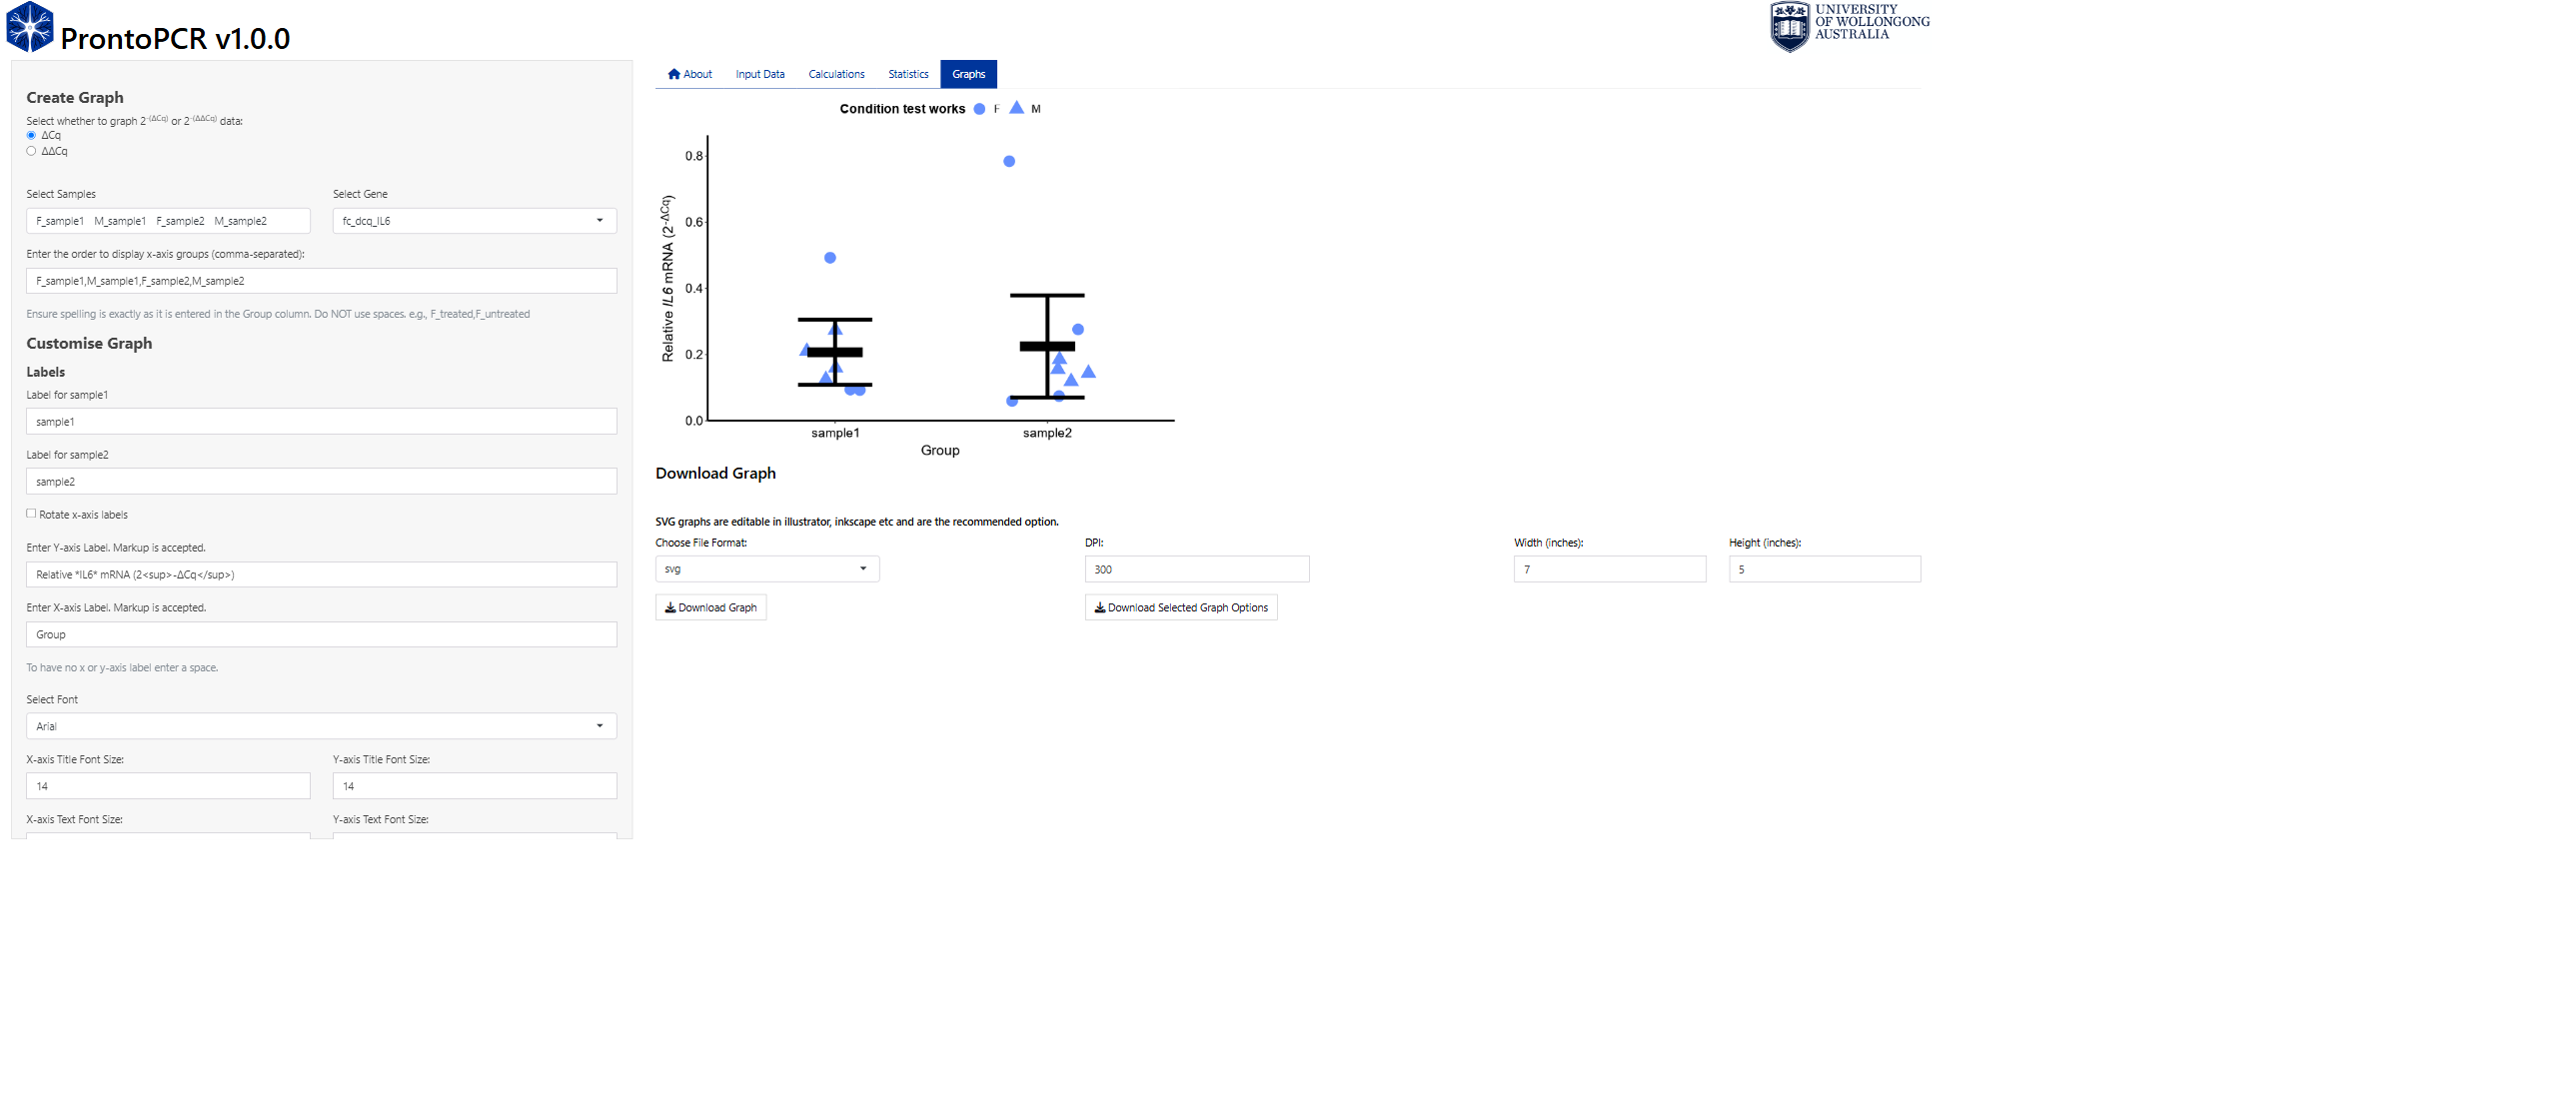 ProntoPCR v1.0.0
UNIVERSITY
OF WOLLONGONG
AUSTRALIA
Create Graph
Select whether to graph 2-(ΔCq) or 2-(ΔΔCq) data:
ΔCq
ΔΔCq
Select Samples
Select Gene
F_sample1 M_sample1 F_sample2 M_sample2
fc_dcq_IL6
Enter the order to display x-axis groups (comma-separated):
F_sample1,M_sample1,F_sample2,M_sample2
Ensure spelling is exactly as it is entered in the Group column. Do NOT use spaces. e.g., F_treated,F_untreated
Customise Graph
Labels
Label for sample1
sample1
Label for sample2
sample2
Rotate x-axis labels
Enter Y-axis Label. Markup is accepted.
Relative *IL6* mRNA (2<sup>-ΔCq</sup>)
Enter X-axis Label. Markup is accepted.
Group
To have no x or y-axis label enter a space.
Select Font
Arial
X-axis Title Font Size:
Y-axis Title Font Size:
14
14
X-axis Text Font Size:
Y-axis Text Font Size:
About Input Data Calculations Statistics Graphs
Condition test works F M
Relative IL6 mRNA (2-ΔCq)
0.8
0.6
0.4
0.2
0.0
sample1 sample2
Group
Download Graph
SVG graphs are editable in illustrator, inkscape etc and are the recommended option.
Choose File Format:
DPI:
Width (inches):
Height (inches):
svg
300
7
5
Download Graph
Download Selected Graph Options